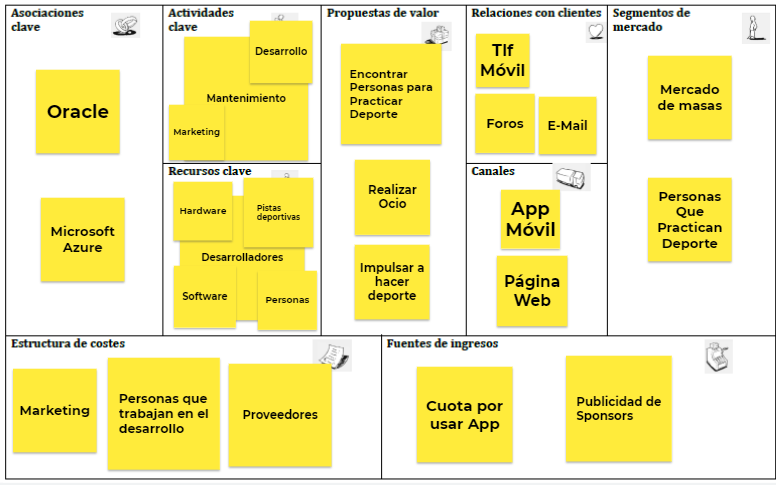 Asociaciones
clave
Oracle
Microsoft
Azure
Actividades
clave
Desarrollo
Mantenimiento
Marketing
Recursos clave
Hardware
Pistas
deportivas
Desarrolladores
Software
Personas
Propuestas de valor
Encontrar
Personas para
Practicar
Deporte
Realizar
Ocio
Impulsar a
hacer
deporte
Relaciones con clientes
Tlf
Móvil
Foros
E-Mail
Canales
App
Móvil
Página
Web
Segmentos de
mercado
Mercado
de masas
Personas
Que
Practican
Deporte
Estructura de costes
Marketing
Personas que
trabajan en el
desarrollo
Proveedores
Fuentes de ingresos
Cuota por
usar App
Publicidad de
Sponsors